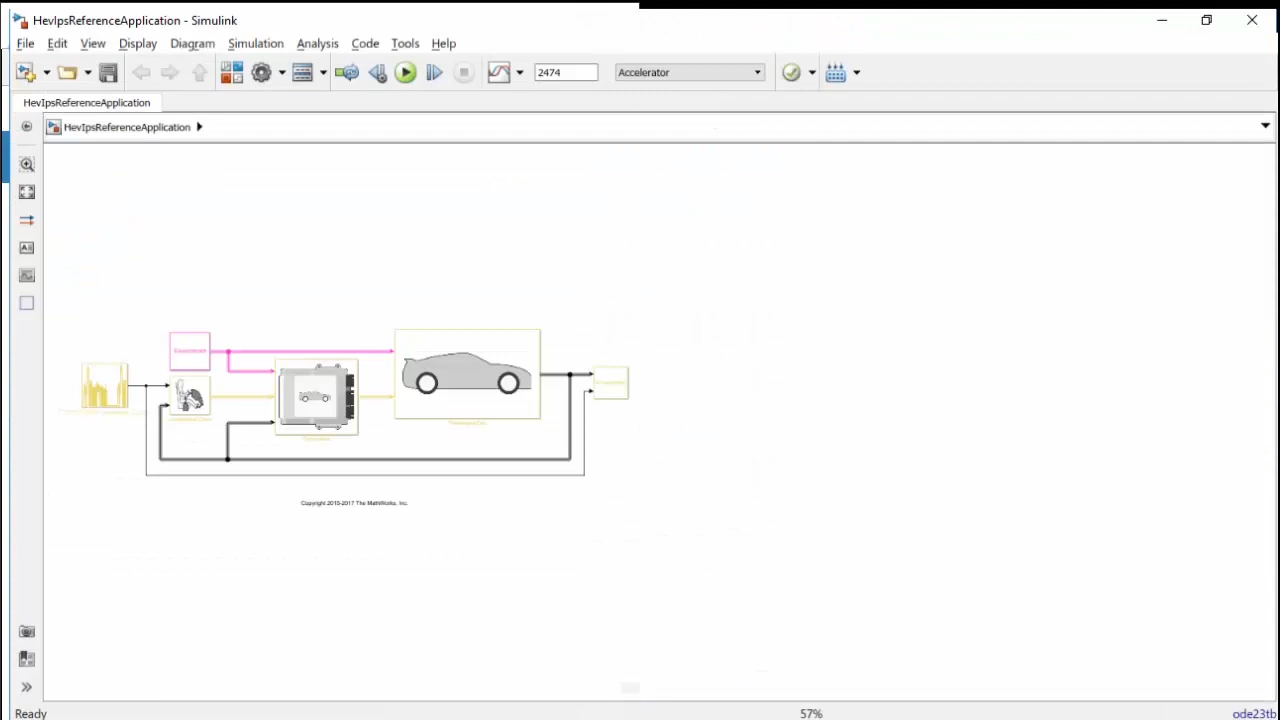 HevIpsReferenceApplication - Simulink
File Edit View Display Diagram Simulation Analysis Code Tools Help
2474 Accelerator
HevIpsReferenceApplication
HevIpsReferenceApplication
Copyright 2015-2017 The MathWorks, Inc.
Ready 57% ode23tb